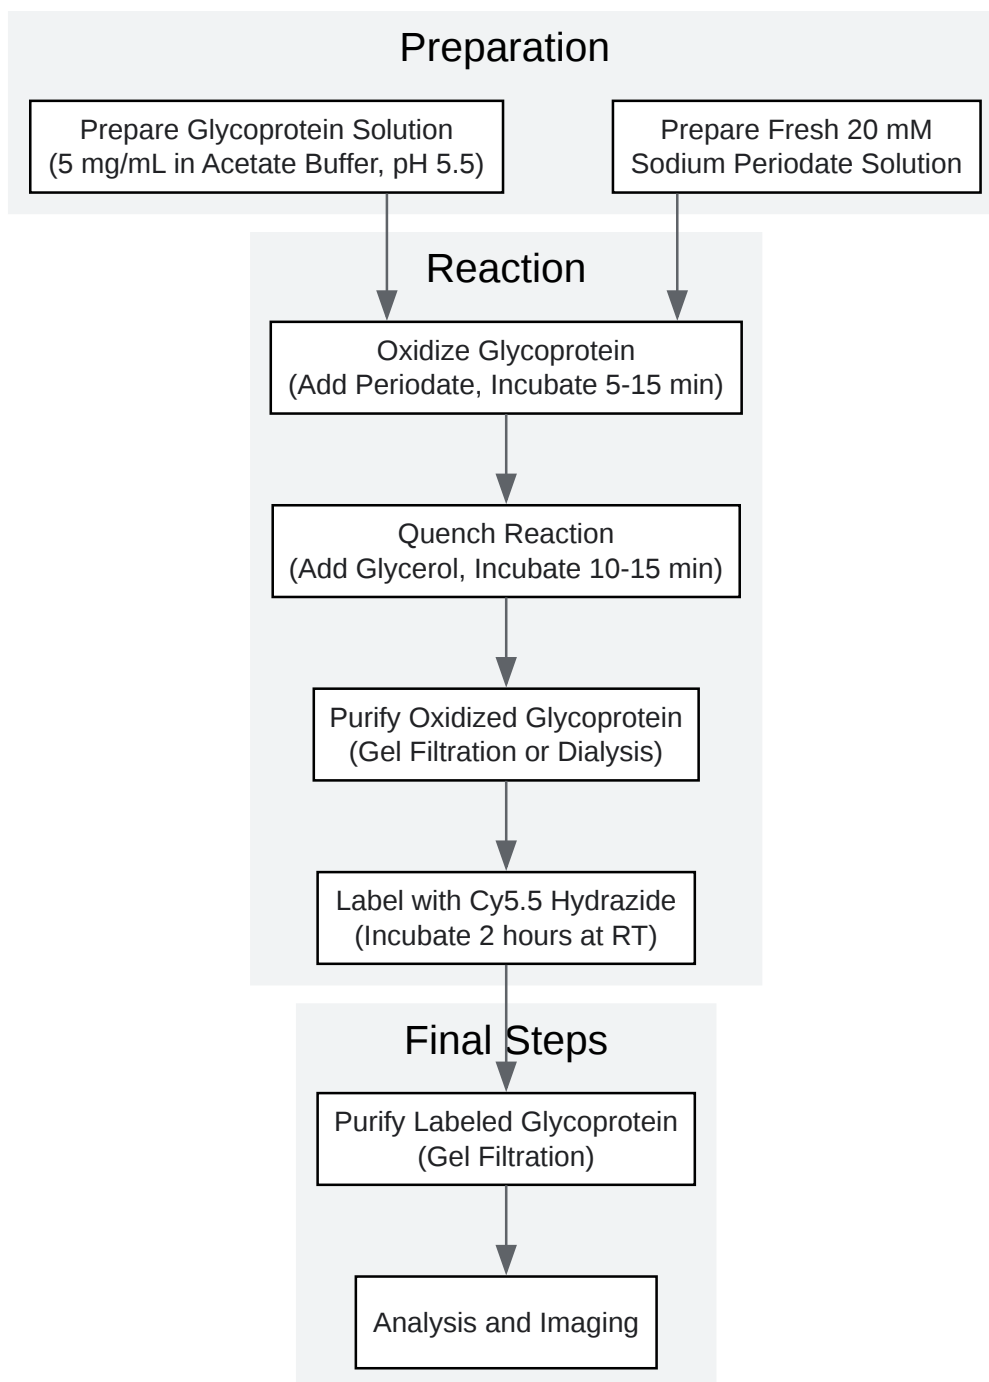 Preparation
Prepare Glycoprotein Solution
(5 mg/mL in Acetate Buffer, pH 5.5)
Prepare Fresh 20 mM
Sodium Periodate Solution
Reaction
Oxidize Glycoprotein
(Add Periodate, Incubate 5-15 min)
Quench Reaction
(Add Glycerol, Incubate 10-15 min)
Purify Oxidized Glycoprotein
(Gel Filtration or Dialysis)
Label with Cy5.5 Hydrazide
(Incubate 2 hours at RT)
Final Steps
Purify Labeled Glycoprotein
(Gel Filtration)
Analysis and Imaging